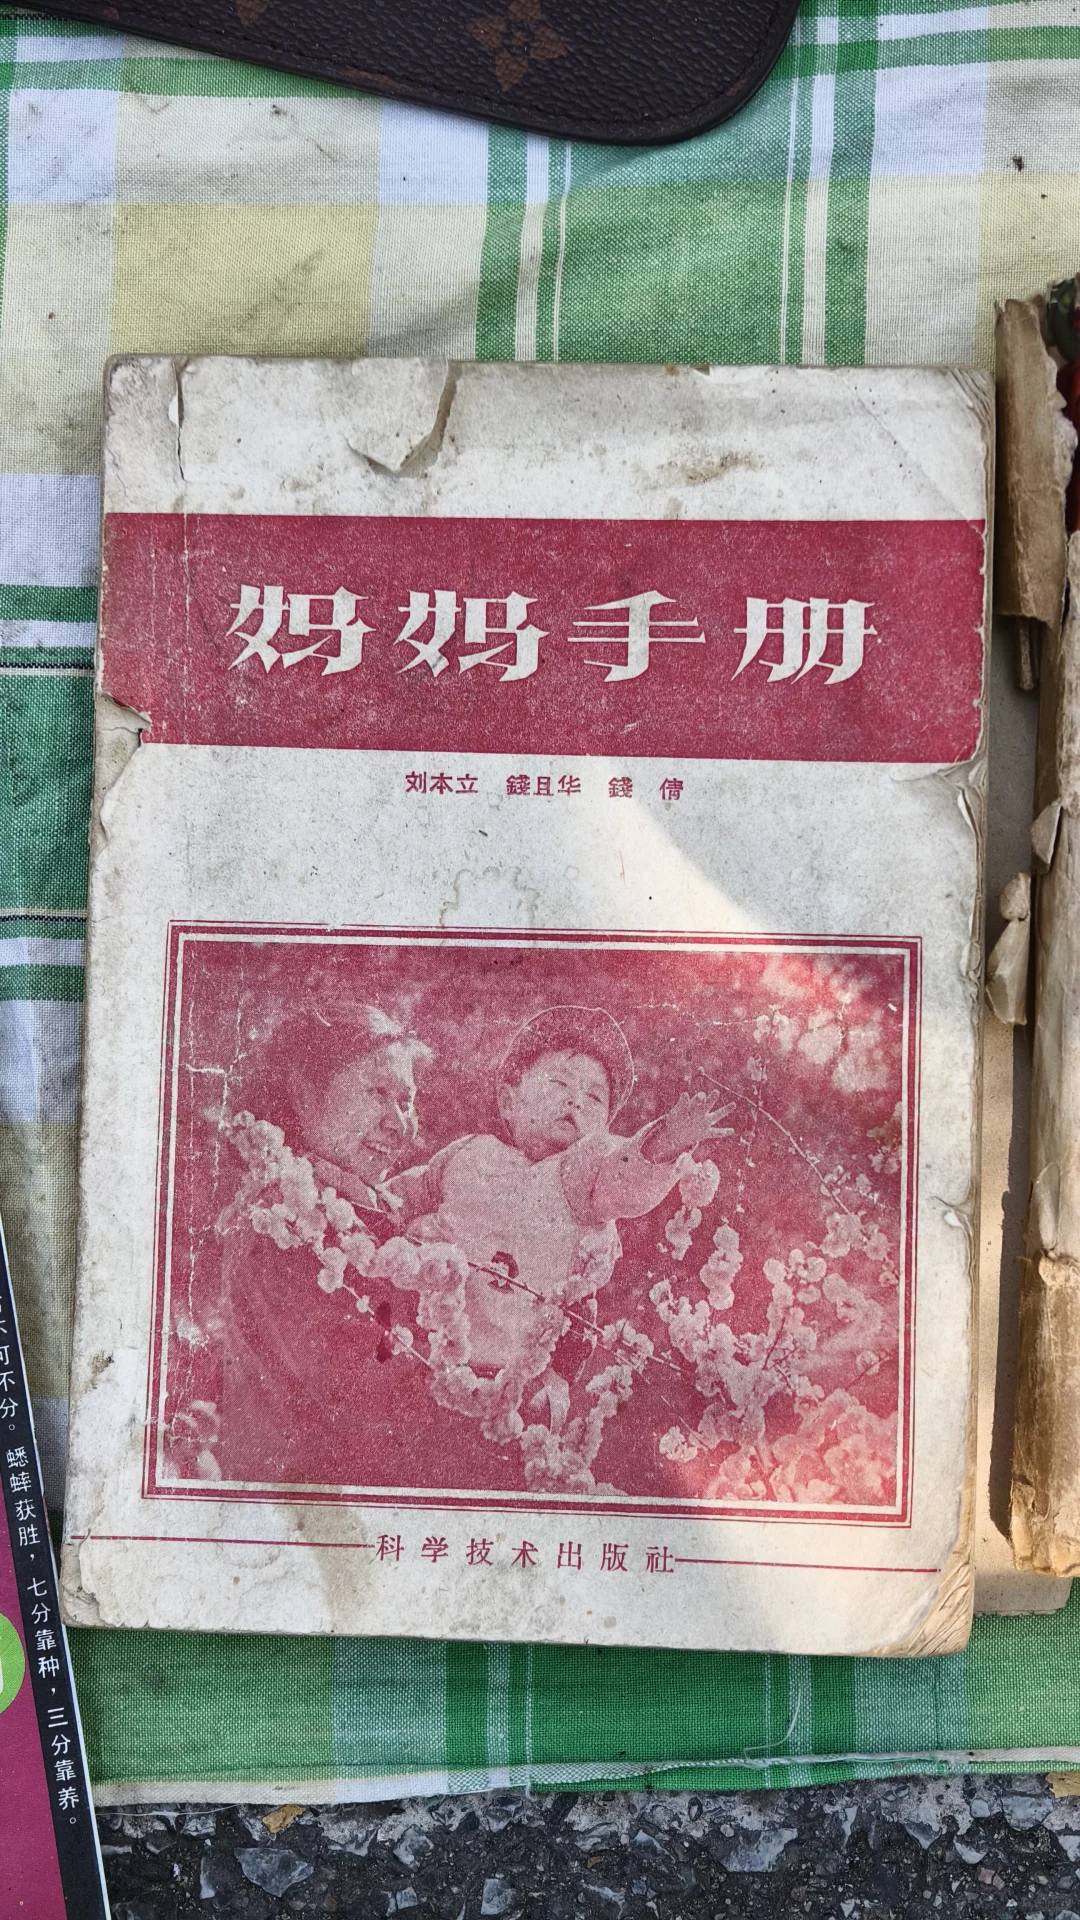 妈妈手册
刘本立 錢且华 錢倩
科学技术出版社
可不分。蟋蟀获胜，七分靠种，三分靠养。